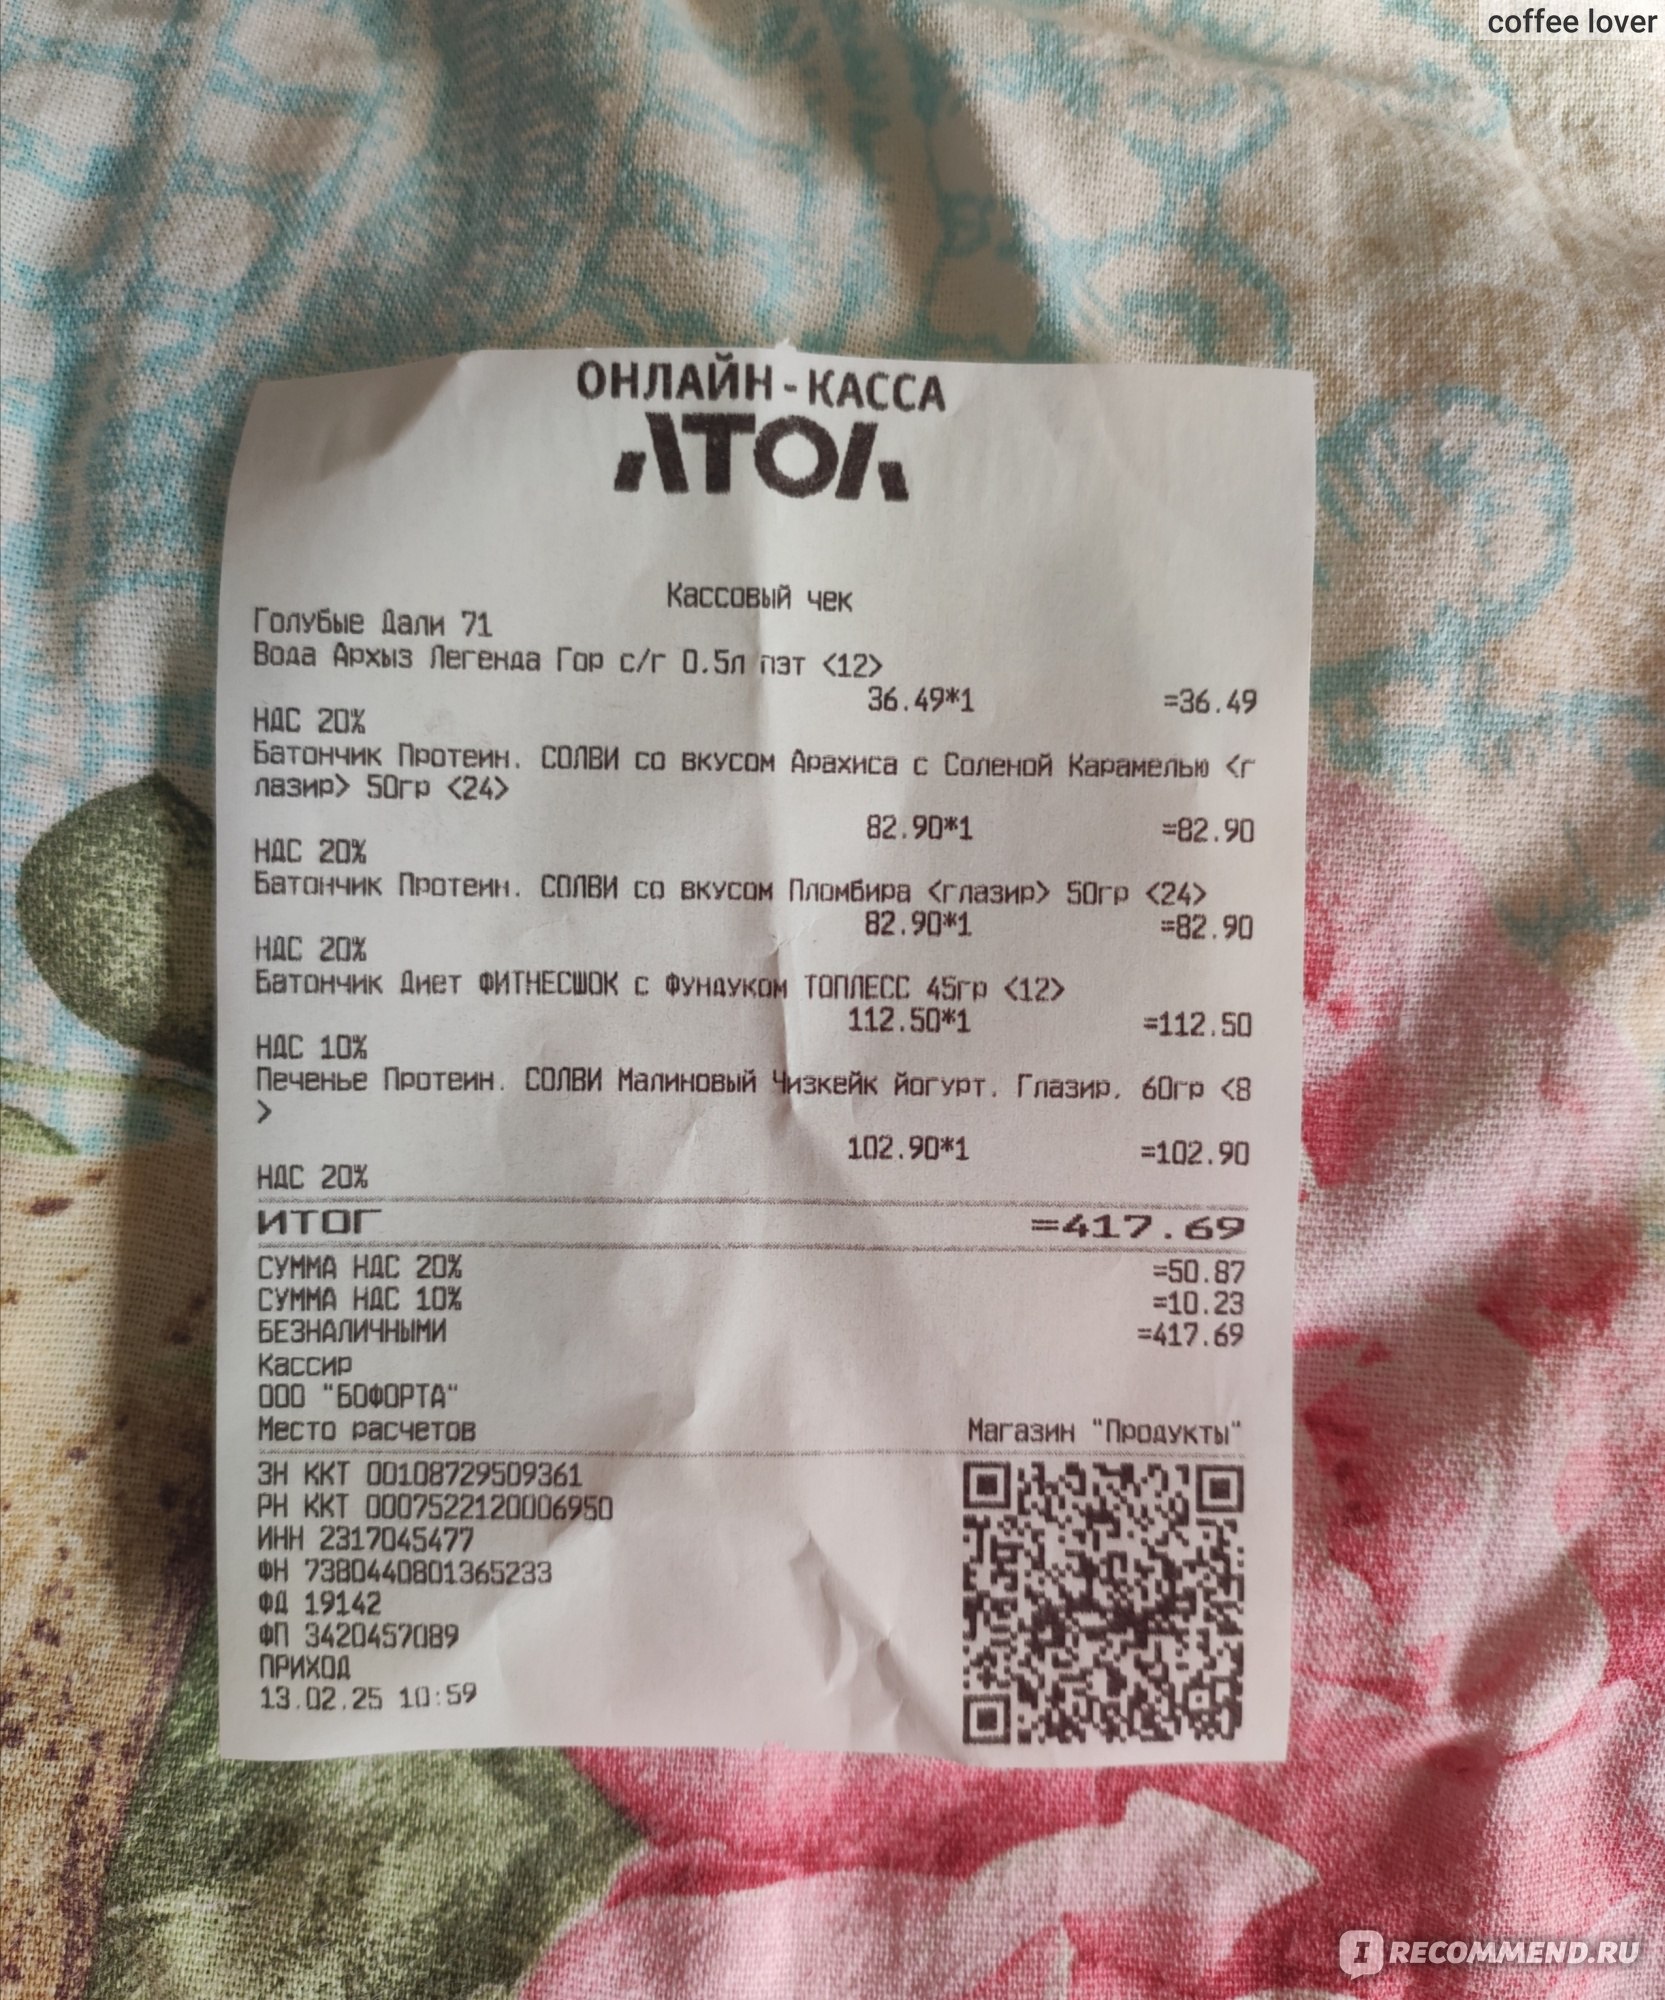 coffee lover
ОНЛАЙН-КАССА
АТОЛ
Кассовый чек
Голубые Дали 71
Вода Архыз Легенда Гор с/г 0.5л пэт <12>
36.49*1 =36.49
НДС 20%
Батончик Протеин. СОЛВИ со вкусом Арахиса с Соленой Карамелью <г
лазир> 50гр <24>
82.90*1 =82.90
НДС 20%
Батончик Протеин. СОЛВИ со вкусом Пломбира <глазир> 50гр <24>
82.90*1 =82.90
НДС 20%
Батончик Диет ФИТНЕСШОК с Фундуком ТОПЛЕСС 45гр <12>
112.50*1 =112.50
НДС 10%
Печенье Протеин. СОЛВИ Малиновый Чизкейк йогурт. Глазир. 60гр <8
>
102.90*1 =102.90
НДС 20%
ИТОГ =417.69
СУММА НДС 20% =50.87
СУММА НДС 10% =10.23
БЕЗНАЛИЧНЫМИ =417.69
Кассир
ООО "БОФОРТА"
Место расчетов Магазин "Продукты"
ЗН ККТ 00108729509361
РН ККТ 0007522120006950
ИНН 2317045477
ФН 7380440801365233
ФД 19142
ФП 3420457089
ПРИХОД
13.02.25 10:59
IRECOMMEND.RU